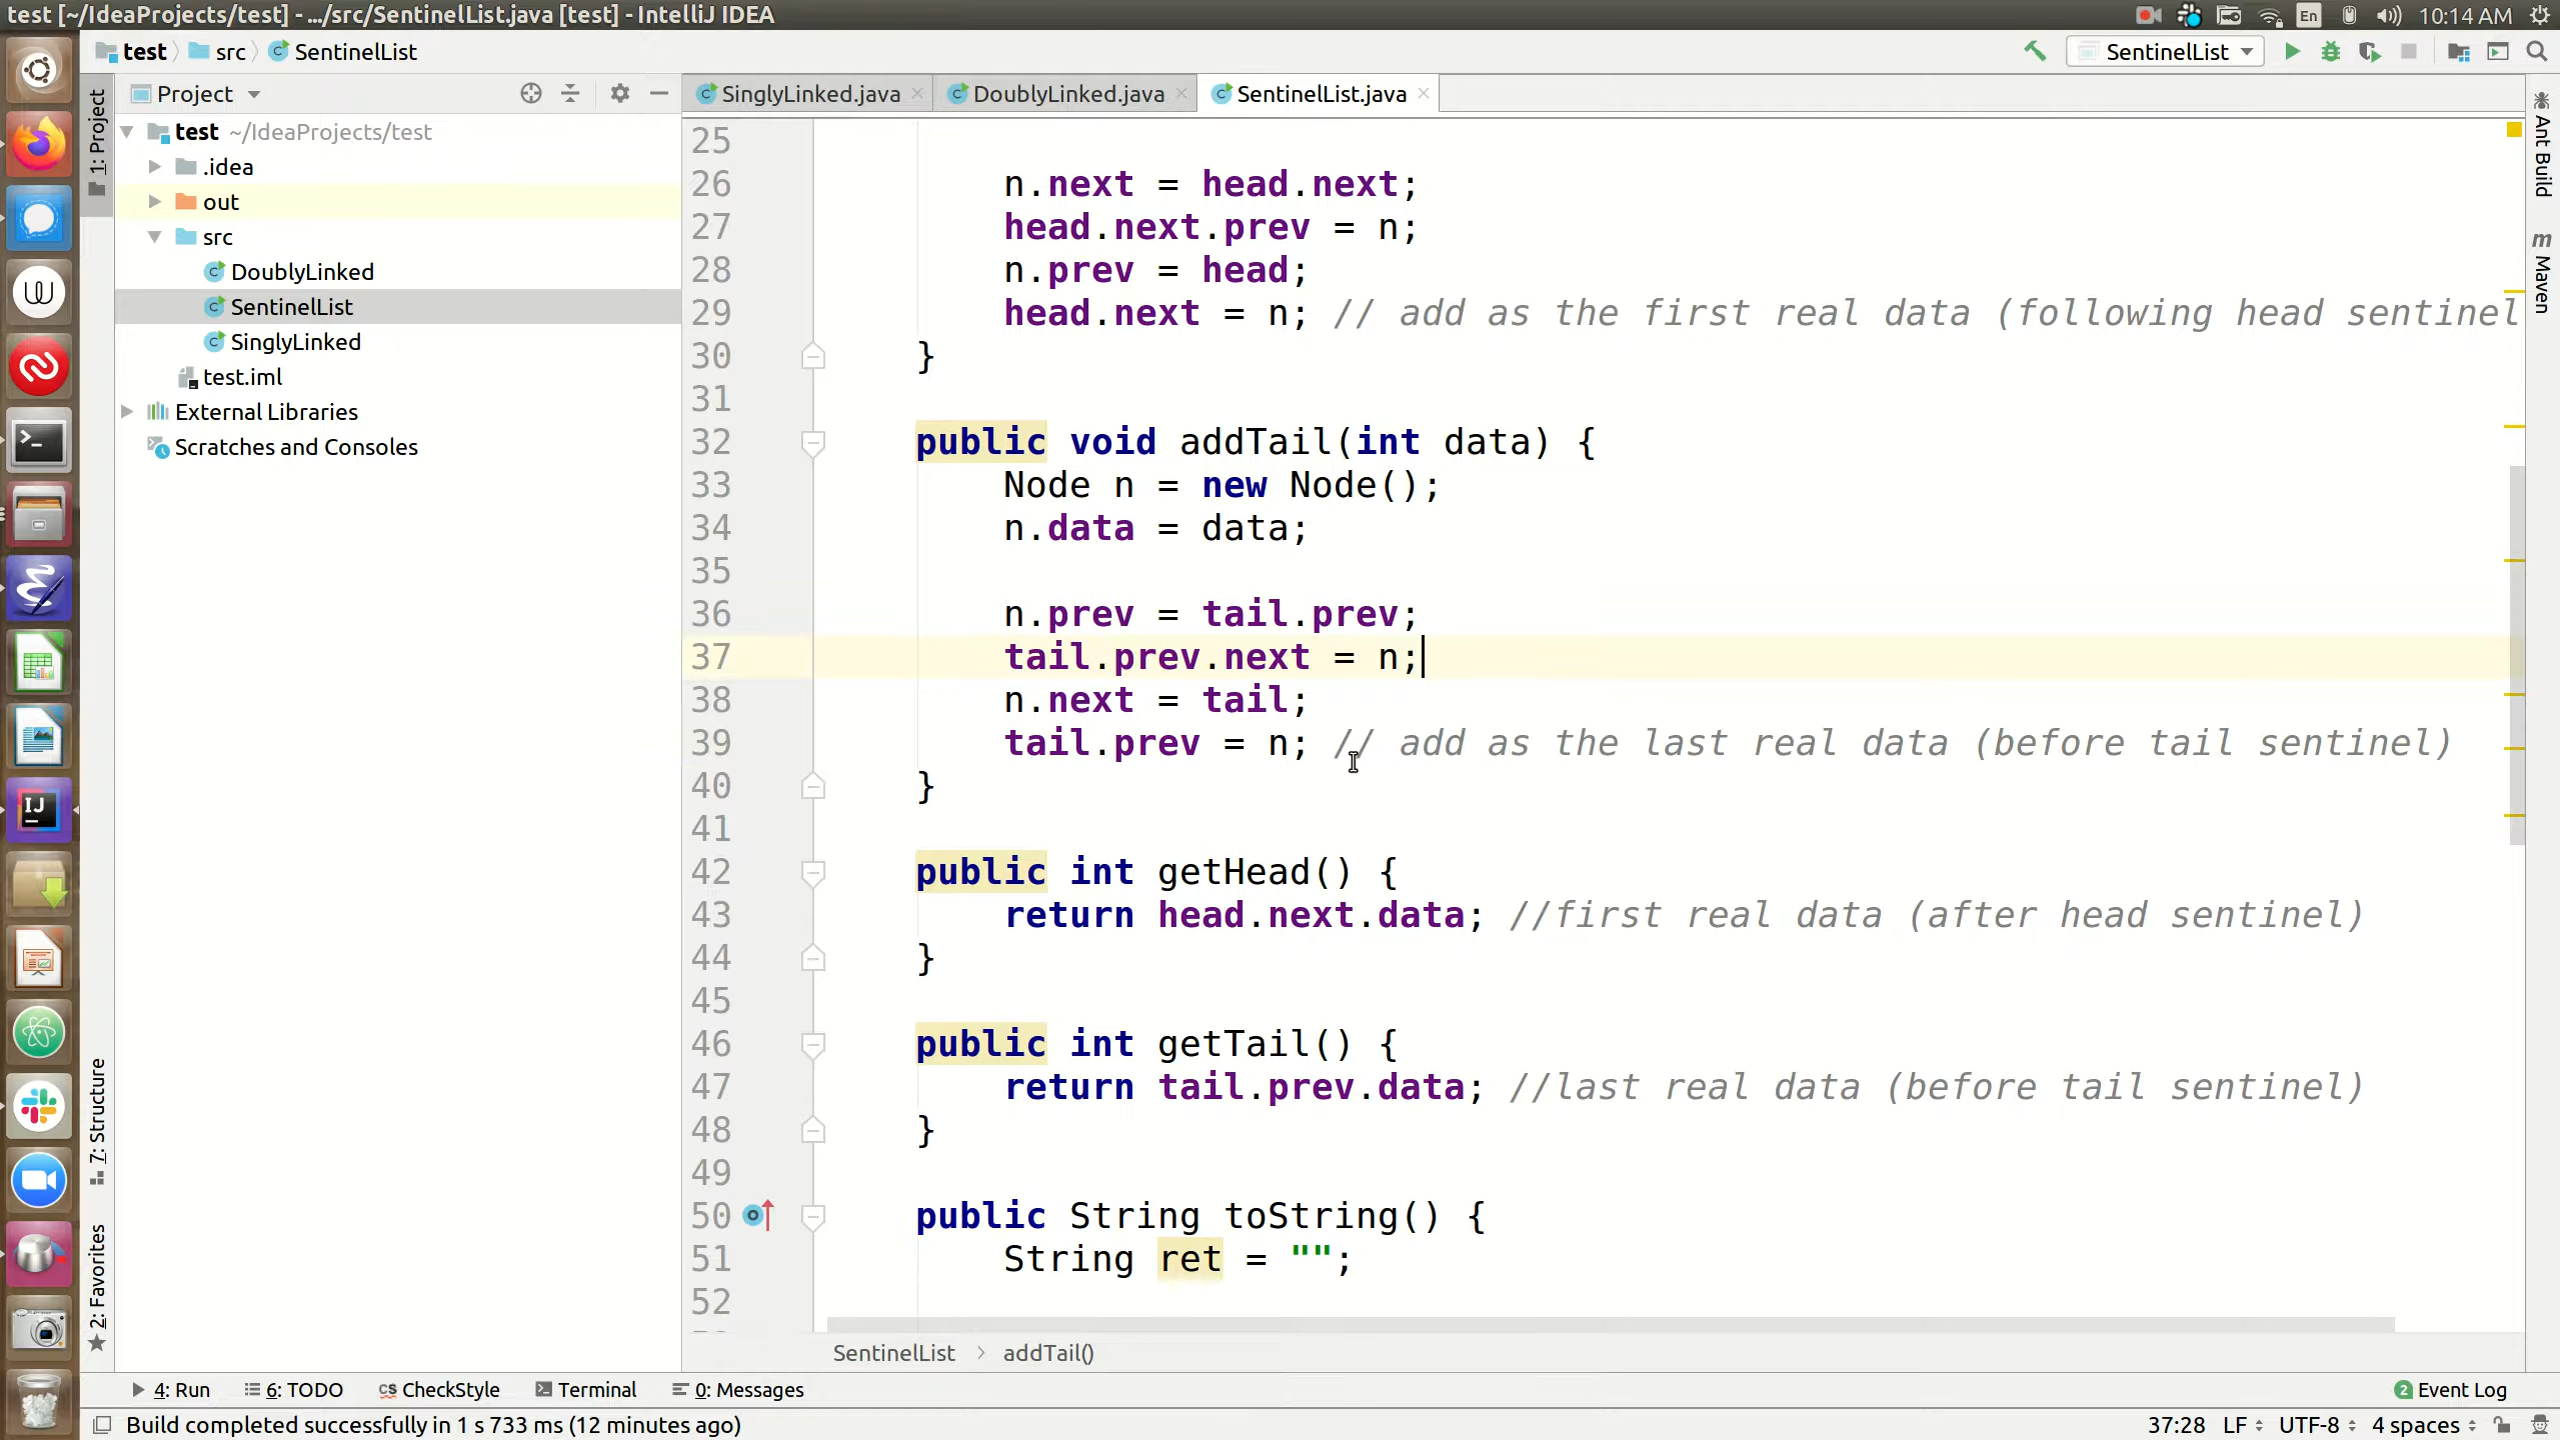 test [~/IdeaProjects/test] - .../src/SentinelList.java [test] - IntelliJ IDEA
En
10:14 AM
test
src
SentinelList
SentinelList
Project
SinglyLinked.java
DoublyLinked.java
SentinelList.java
1: Project
test ~/IdeaProjects/test
.idea
out
src
DoublyLinked
SentinelList
SinglyLinked
test.iml
External Libraries
Scratches and Consoles
7: Structure
2: Favorites
25
26 n.next = head.next;
27 head.next.prev = n;
28 n.prev = head;
29 head.next = n; // add as the first real data (following head sentinel
30 }
31
32 public void addTail(int data) {
33 Node n = new Node();
34 n.data = data;
35
36 n.prev = tail.prev;
37 tail.prev.next = n;
38 n.next = tail;
39 tail.prev = n; // add as the last real data (before tail sentinel)
40 }
41
42 public int getHead() {
43 return head.next.data; //first real data (after head sentinel)
44 }
45
46 public int getTail() {
47 return tail.prev.data; //last real data (before tail sentinel)
48 }
49
50 public String toString() {
51 String ret = "";
52
Ant Build
m Maven
SentinelList > addTail()
4: Run
6: TODO
CS CheckStyle
Terminal
0: Messages
2 Event Log
Build completed successfully in 1 s 733 ms (12 minutes ago)
37:28
LF
UTF-8
4 spaces